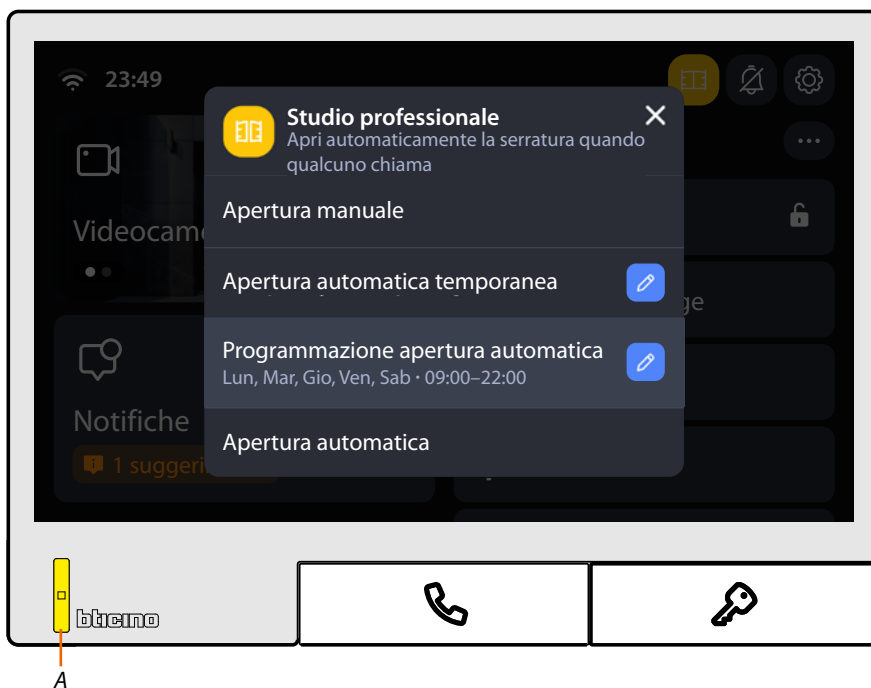 23:49
Studio professionale
Apri automaticamente la serratura quando
qualcuno chiama
Videocam
Apertura manuale
Apertura automatica temporanea
ge
Programmazione apertura automatica
Lun, Mar, Gio, Ven, Sab · 09:00–22:00
Notifiche
1 suggeri
Apertura automatica
bticino
A